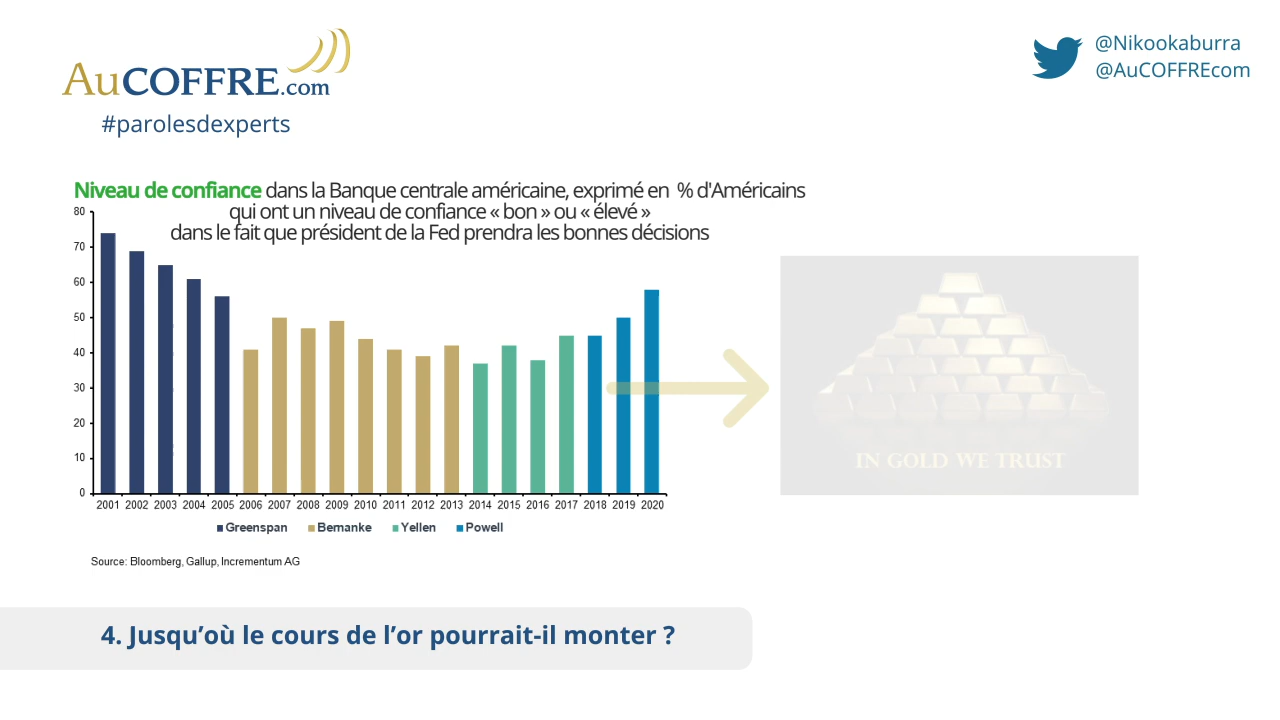 AuCOFFRE.com
#parolesdexperts
@Nikookaburra
@AuCOFFREcom
Niveau de confiance dans la Banque centrale américaine, exprimé en % d'Américains
qui ont un niveau de confiance « bon » ou « élevé »
dans le fait que président de la Fed prendra les bonnes décisions
80
70
60
50
40
30
20
10
0
2001 2002 2003 2004 2005 2006 2007 2008 2009 2010 2011 2012 2013 2014 2015 2016 2017 2018 2019 2020
Greenspan Bernanke Yellen Powell
Source: Bloomberg, Gallup, Incrementum AG
IN GOLD WE TRUST
4. Jusqu’où le cours de l’or pourrait-il monter ?